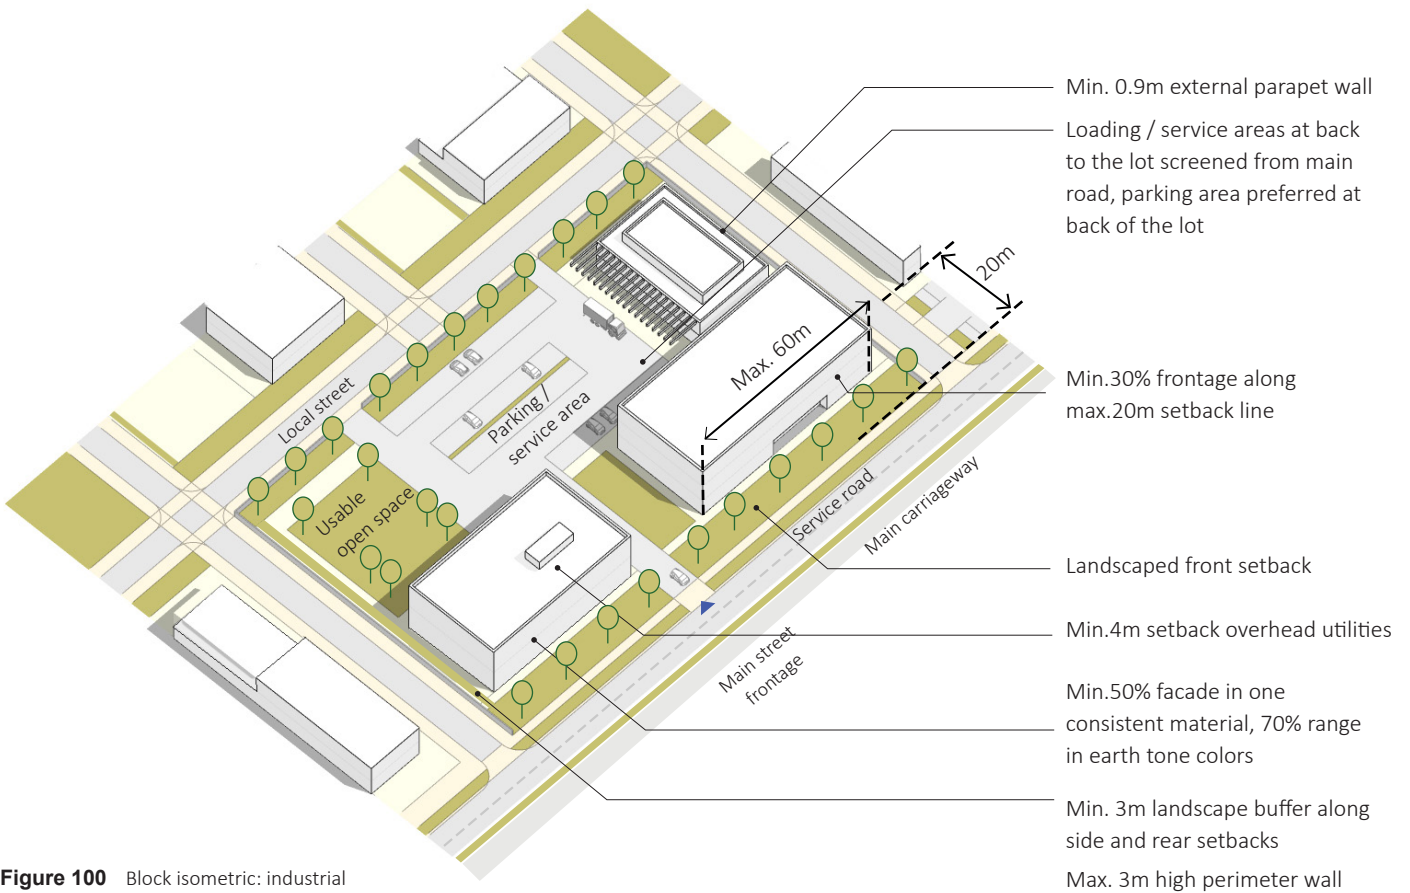 Min. 0.9m external parapet wall
Loading / service areas at back
to the lot screened from main
road, parking area preferred at
back of the lot
20m
Max. 60m
Min.30% frontage along
max.20m setback line
Local street
Parking /
service area
Usable
open space
Service road
Main carriageway
Landscaped front setback
Min.4m setback overhead utilities
Main street
frontage
Min.50% facade in one
consistent material, 70% range
in earth tone colors
Min. 3m landscape buffer along
side and rear setbacks
Max. 3m high perimeter wall
Figure 100 Block isometric: industrial